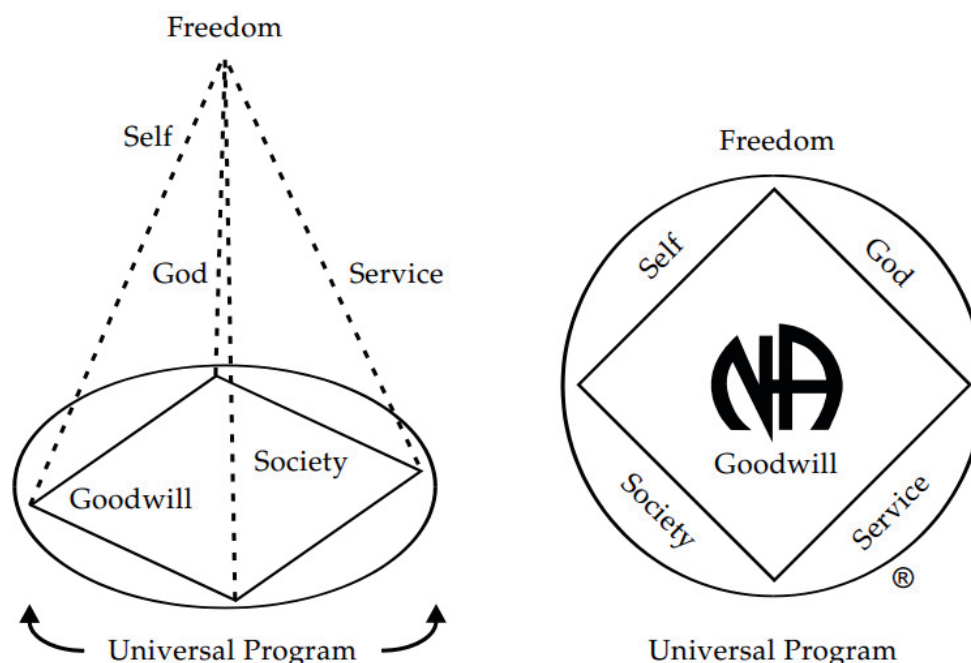 Freedom
Self
God
Service
Society
Goodwill
Universal Program
Freedom
Self
God
NA
Goodwill
Society
Service
®
Universal Program